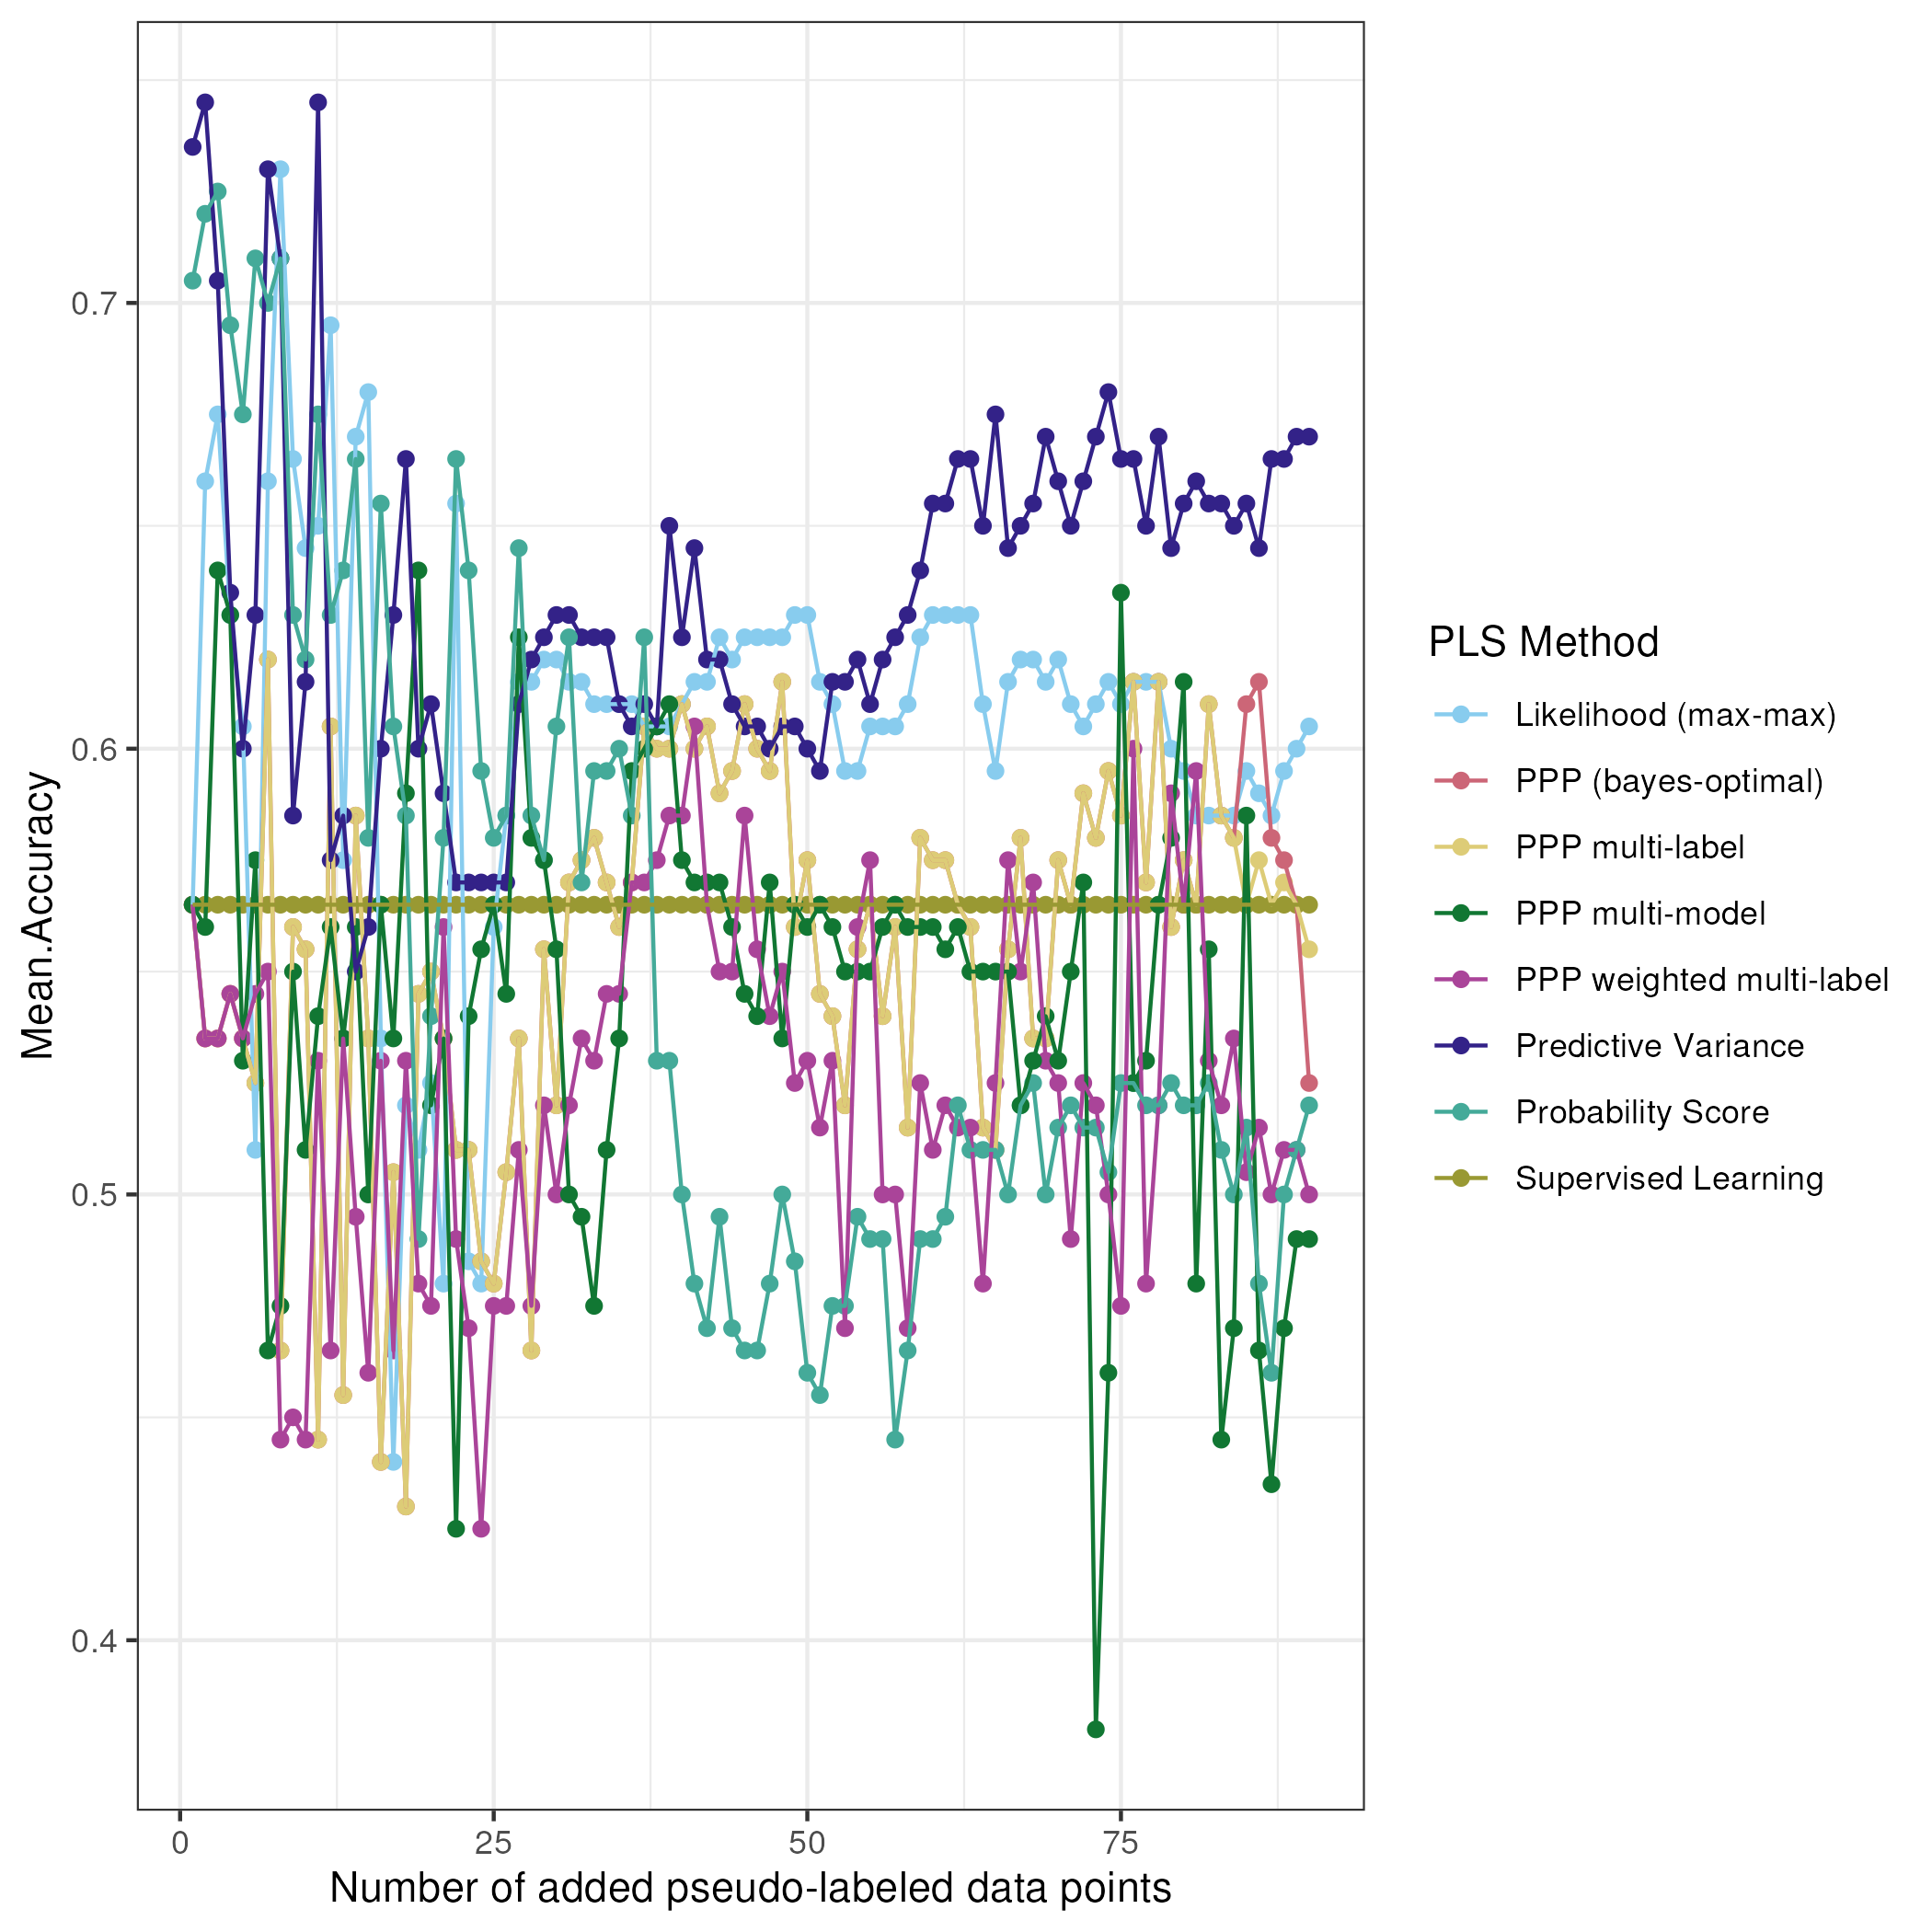 Mean.Accuracy
0.7
0.6
0.5
0.4
0
25
50
75
Number of added pseudo-labeled data points
PLS Method
Likelihood (max-max)
PPP (bayes-optimal)
PPP multi-label
PPP multi-model
PPP weighted multi-label
Predictive Variance
Probability Score
Supervised Learning